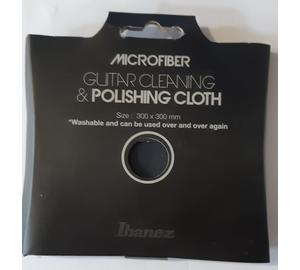 MICROFIBER
GUITAR CLEANING
& POLISHING CLOTH
Size : 300 x 300 mm
"Washable and can be used over and over again
Ibanez